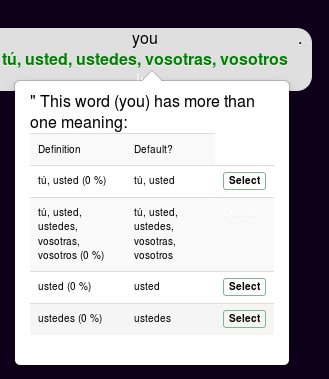 you .
tú, usted, ustedes, vosotras, vosotros
" This word (you) has more than
one meaning:
Definition Default?
tú, usted (0 %) tú, usted Select
tú, usted, tú, usted,
ustedes, ustedes,
vosotras, vosotras,
vosotros (0 %) vosotros
usted (0 %) usted Select
ustedes (0 %) ustedes Select